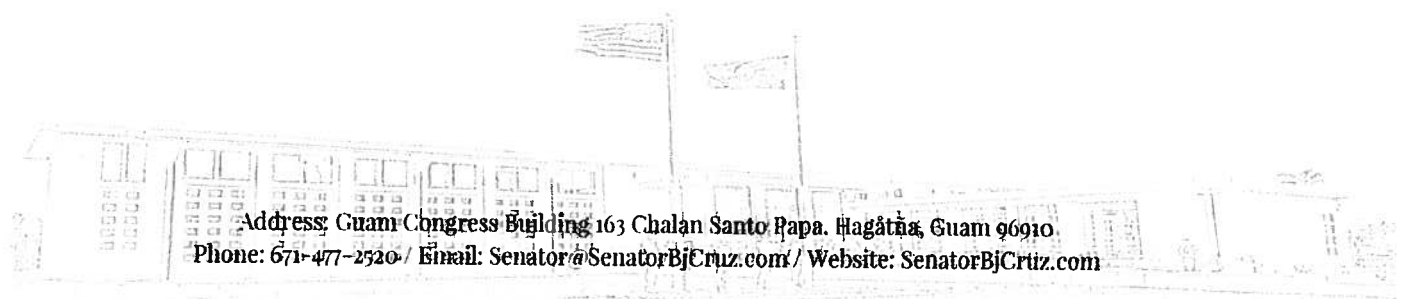 Address: Guam Congress Building 163 Chalan Santo Papa. Hagåtña, Guam 96910
Phone: 671-477-2520 / Email: Senator@SenatorBjCruz.com / Website: SenatorBjCruz.com